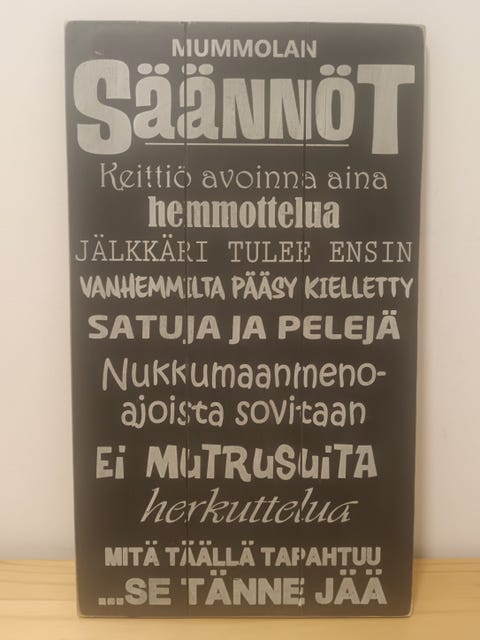 MUMMOLAN
SÄÄNNÖT
Keittiö avoinna aina
hemmottelua
JÄLKKÄRI TULEE ENSIN
VANHEMMILTA PÄÄSY KIELLETTY
SATUJA JA PELEJÄ
Nukkumaanmeno-
ajoista sovitaan
Ei MUTRUSUITA
herkuttelua
MITÄ TÄÄLLÄ TAPAHTUU
...SE TÄNNE JÄÄ